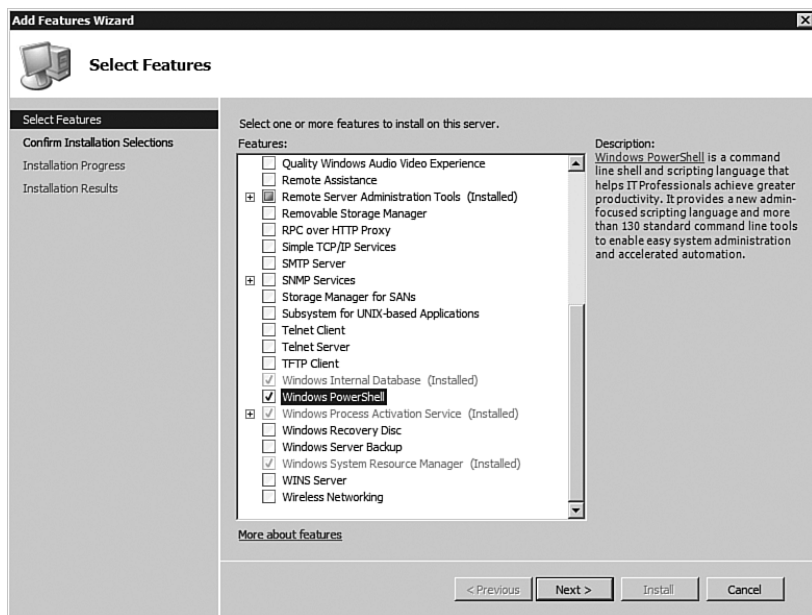 Add Features Wizard
Select Features
Select Features
Confirm Installation Selections
Installation Progress
Installation Results
Select one or more features to install on this server.
Features:
Quality Windows Audio Video Experience
Remote Assistance
Remote Server Administration Tools (Installed)
Removable Storage Manager
RPC over HTTP Proxy
Simple TCP/IP Services
SMTP Server
SNMP Services
Storage Manager for SANs
Subsystem for UNIX-based Applications
Telnet Client
Telnet Server
TFTP Client
Windows Internal Database (Installed)
Windows PowerShell
Windows Process Activation Service (Installed)
Windows Recovery Disc
Windows Server Backup
Windows System Resource Manager (Installed)
WINS Server
Wireless Networking
More about features
Description:
Windows PowerShell is a command
line shell and scripting language that
helps IT Professionals achieve greater
productivity. It provides a new admin-
focused scripting language and more
than 130 standard command line tools
to enable easy system administration
and accelerated automation.
< Previous
Next >
Install
Cancel